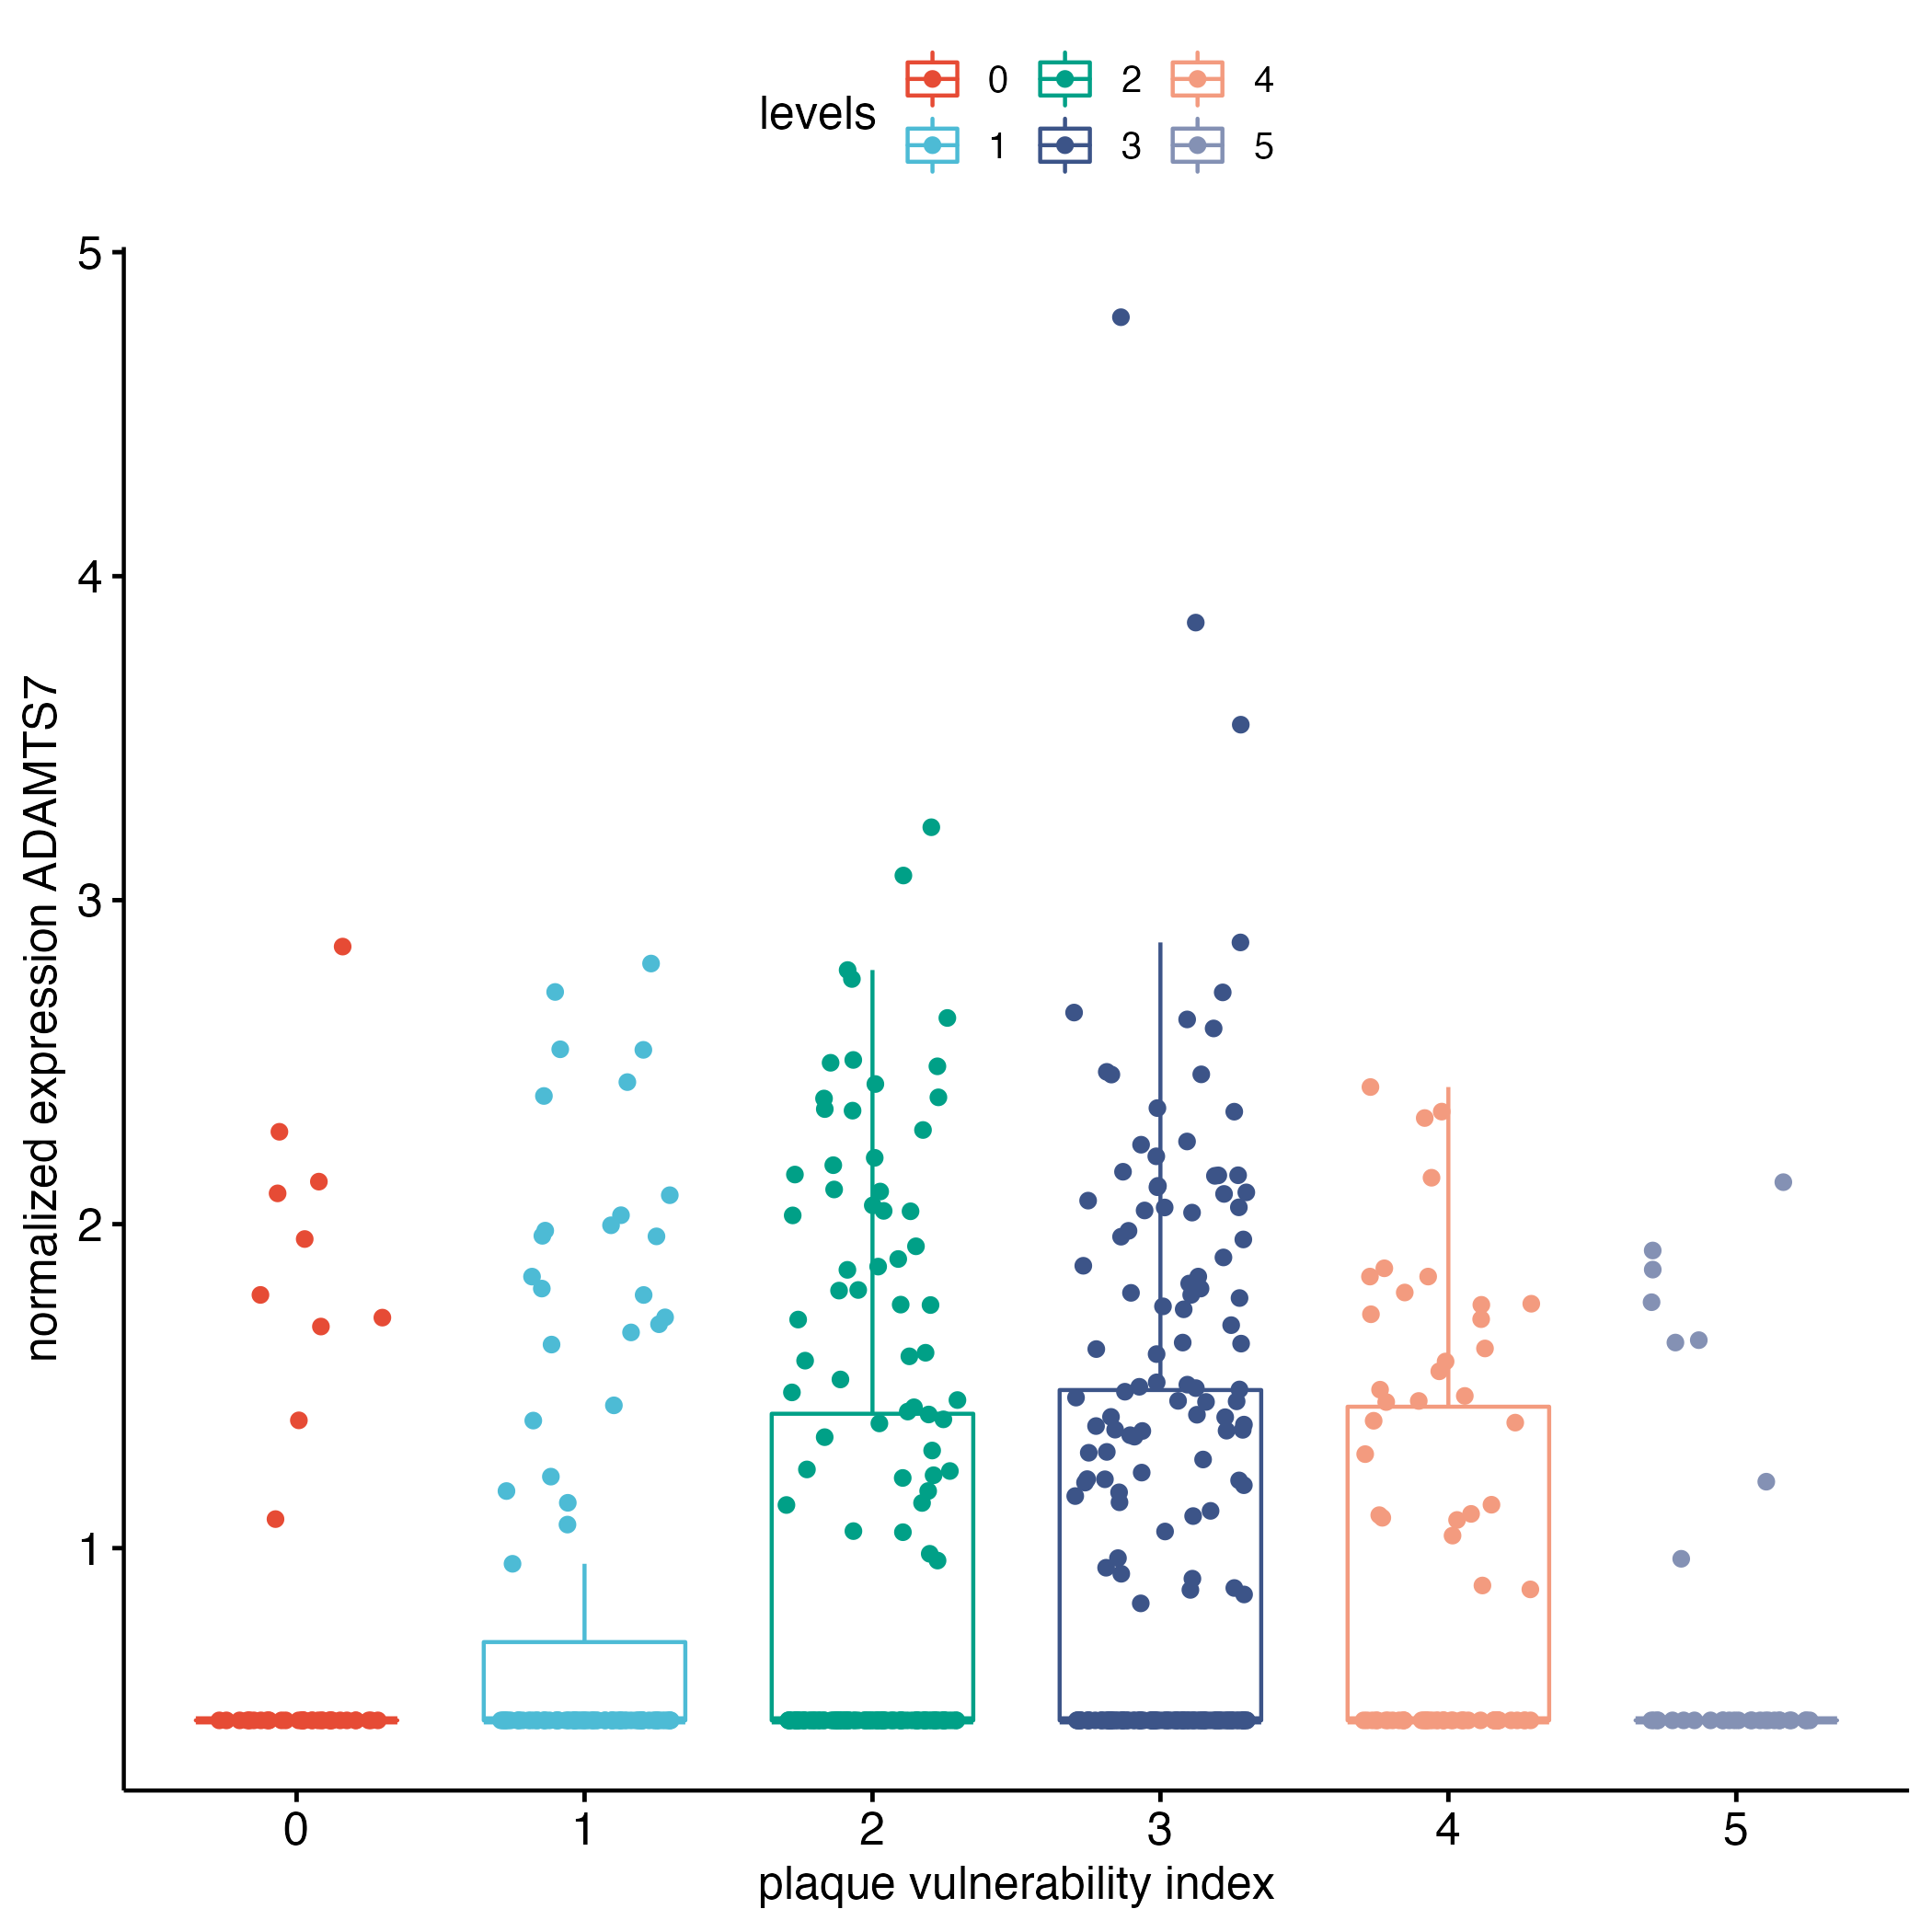 levels
0 2 4
1 3 5
normalized expression ADAMTS7
5
4
3
2
1
0 1 2 3 4 5
plaque vulnerability index